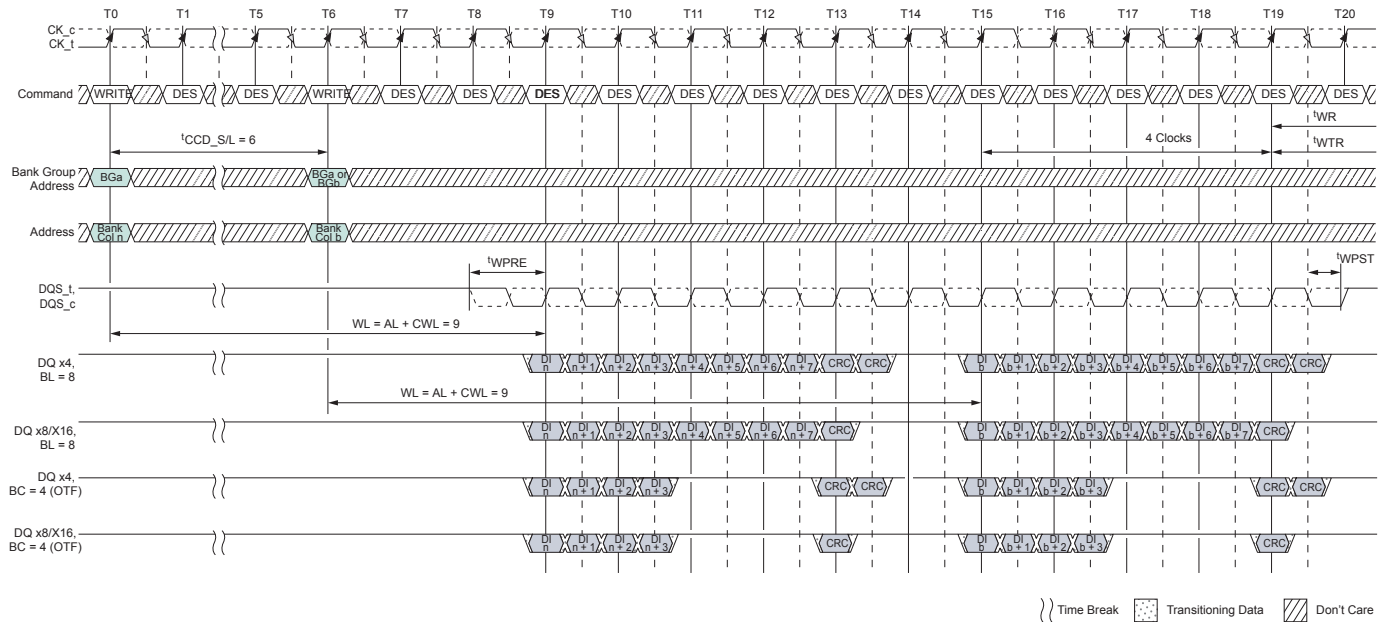 T0 T1 T5 T6 T7 T8 T9 T10 T11 T12 T13 T14 T15 T16 T17 T18 T19 T20
CK_c
CK_t
Command WRITE DES DES WRITE DES DES DES DES DES DES DES DES DES DES DES DES DES DES
tWR
tCCD_S/L = 6 4 Clocks tWTR
Bank Group
Address
BGa BGa or
BGb
Address Bank
Col n
Bank
Col b
tWPRE tWPST
DQS_t,
DQS_c
WL = AL + CWL = 9
DQ x4,
BL = 8
DI
n
DI
n + 1
DI
n + 2
DI
n + 3
DI
n + 4
DI
n + 5
DI
n + 6
DI
n + 7
CRC CRC
DI
b
DI
b + 1
DI
b + 2
DI
b + 3
DI
b + 4
DI
b + 5
DI
b + 6
DI
b + 7
CRC CRC
WL = AL + CWL = 9
DQ x8/X16,
BL = 8
DI
n
DI
n + 1
DI
n + 2
DI
n + 3
DI
n + 4
DI
n + 5
DI
n + 6
DI
n + 7
CRC
DI
b
DI
b + 1
DI
b + 2
DI
b + 3
DI
b + 4
DI
b + 5
DI
b + 6
DI
b + 7
CRC
DQ x4,
BC = 4 (OTF)
DI
n
DI
n + 1
DI
n + 2
DI
n + 3
CRC CRC
DI
b
DI
b + 1
DI
b + 2
DI
b + 3
CRC CRC
DQ x8/X16,
BC = 4 (OTF)
DI
n
DI
n + 1
DI
n + 2
DI
n + 3
CRC
DI
b
DI
b + 1
DI
b + 2
DI
b + 3
CRC
Time Break Transitioning Data Don't Care